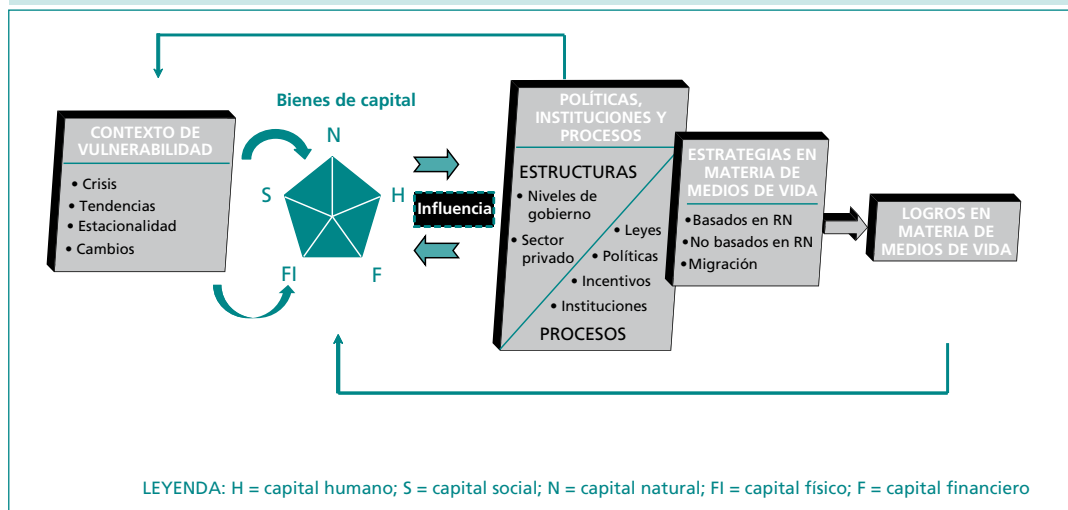 CONTEXTO DE
VULNERABILIDAD
• Crisis
• Tendencias
• Estacionalidad
• Cambios
Bienes de capital
N
S
H
FI
F
Influencia
POLÍTICAS,
INSTITUCIONES Y
PROCESOS
ESTRUCTURAS
• Niveles de
gobierno
• Sector
privado
• Leyes
• Políticas
• Incentivos
• Instituciones
PROCESOS
ESTRATEGIAS EN
MATERIA DE
MEDIOS DE VIDA
• Basados en RN
• No basados en RN
• Migración
LOGROS EN
MATERIA DE
MEDIOS DE VIDA
LEYENDA: H = capital humano; S = capital social; N = capital natural; FI = capital físico; F = capital financiero